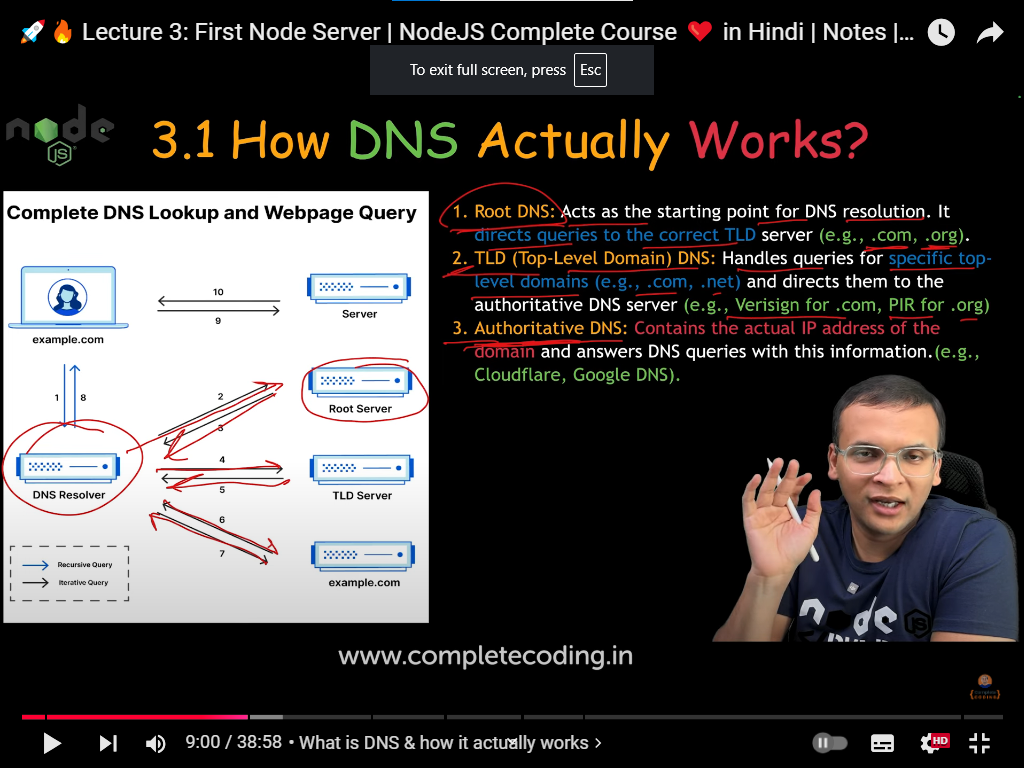 🚀🔥 Lecture 3: First Node Server | NodeJS Complete Course ❤️ in Hindi | Notes |...
To exit full screen, press Esc
node
JS
3.1 How DNS Actually Works?
Complete DNS Lookup and Webpage Query
10
9
Server
example.com
1
8
2
3
Root Server
4
5
DNS Resolver
TLD Server
6
7
example.com
Recursive Query
Iterative Query
1. Root DNS: Acts as the starting point for DNS resolution. It
directs queries to the correct TLD server (e.g., .com, .org).
2. TLD (Top-Level Domain) DNS: Handles queries for specific top-
level domains (e.g., .com, .net) and directs them to the
authoritative DNS server (e.g., Verisign for .com, PIR for .org)
3. Authoritative DNS: Contains the actual IP address of the
domain and answers DNS queries with this information.(e.g.,
Cloudflare, Google DNS).
www.completecoding.in
9:00 / 38:58 • What is DNS & how it actually works >
HD